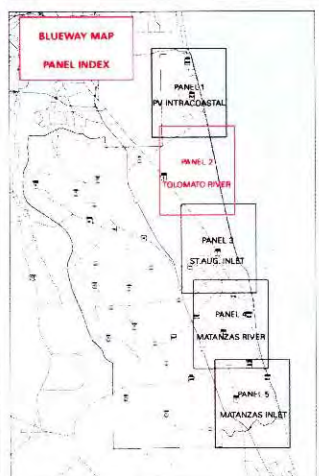 BLUEWAY MAP
PANEL INDEX
PANEL 1
PV INTRACOASTAL
PANEL 2
TOLOMATO RIVER
PANEL 3
ST.AUG. INLET
PANEL 4
MATANZAS RIVER
PANEL 5
MATANZAS INLET